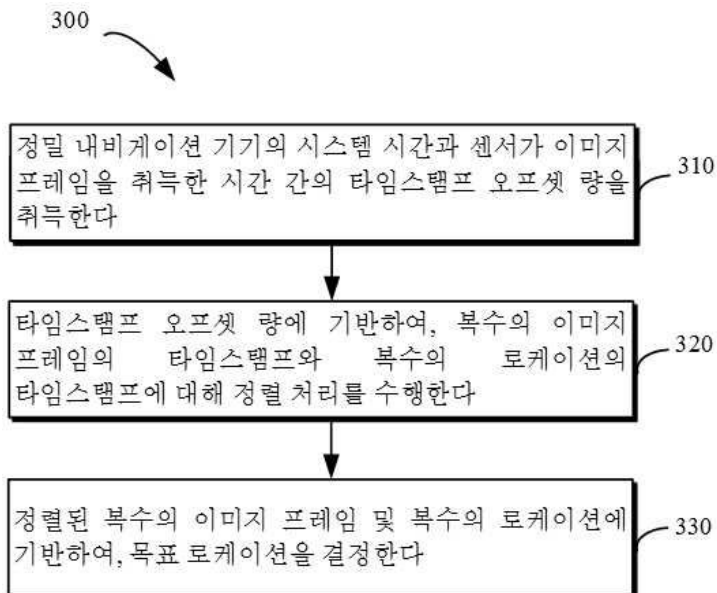 300
정밀 내비게이션 기기의 시스템 시간과 센서가 이미지
프레임을 취득한 시간 간의 타임스탬프 오프셋 량을
취득한다
310
타임스탬프 오프셋 량에 기반하여, 복수의 이미지
프레임의 타임스탬프와 복수의 로케이션의
타임스탬프에 대해 정렬 처리를 수행한다
320
정렬된 복수의 이미지 프레임 및 복수의 로케이션에
기반하여, 목표 로케이션을 결정한다
330